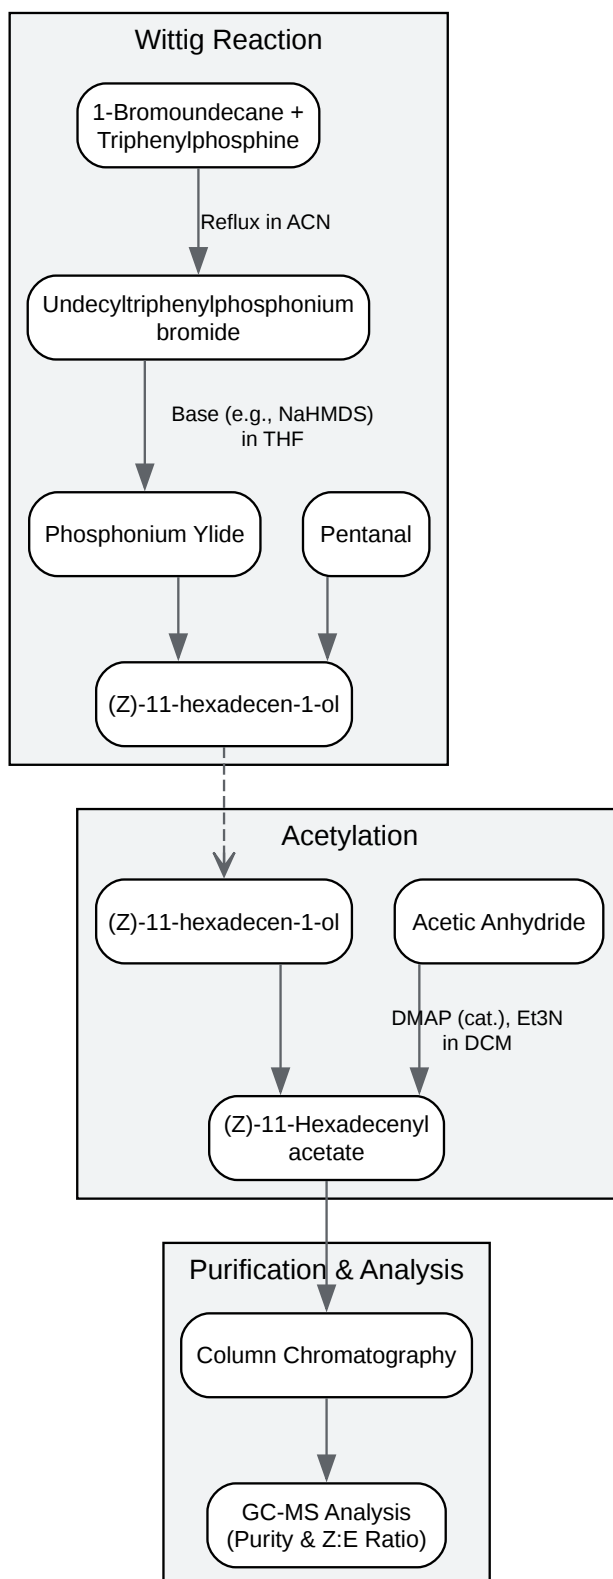 Wittig Reaction
1-Bromoundecane +
Triphenylphosphine
Reflux in ACN
Undecyltriphenylphosphonium
bromide
Base (e.g., NaHMDS)
in THF
Phosphonium Ylide
Pentanal
(Z)-11-hexadecen-1-ol
Acetylation
(Z)-11-hexadecen-1-ol
Acetic Anhydride
DMAP (cat.), Et3N
in DCM
(Z)-11-Hexadecenyl
acetate
Purification & Analysis
Column Chromatography
GC-MS Analysis
(Purity & Z:E Ratio)